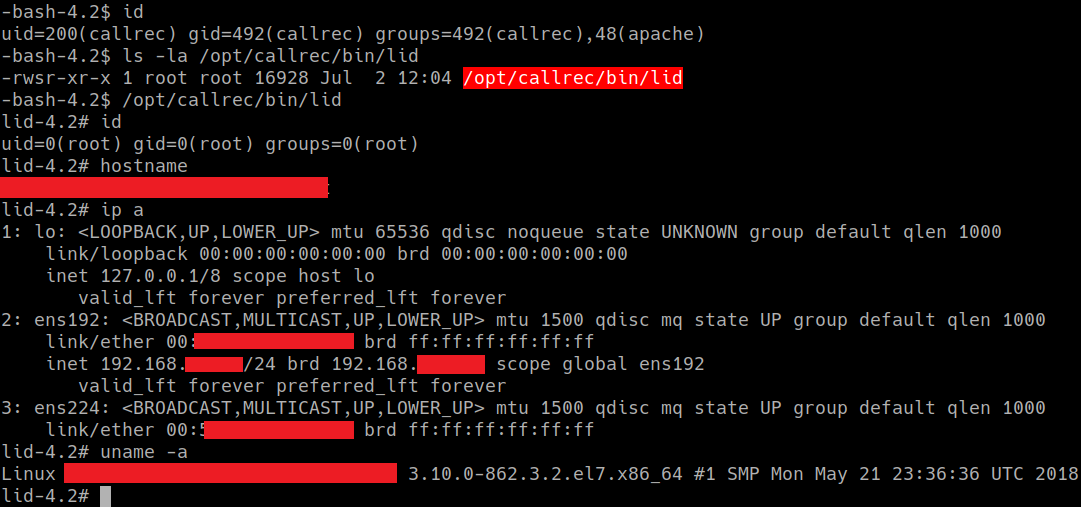 -bash-4.2$ id
uid=200(callrec) gid=492(callrec) groups=492(callrec),48(apache)
-bash-4.2$ ls -la /opt/callrec/bin/lid
-rwsr-xr-x 1 root root 16928 Jul  2 12:04 /opt/callrec/bin/lid
-bash-4.2$ /opt/callrec/bin/lid
lid-4.2# id
uid=0(root) gid=0(root) groups=0(root)
lid-4.2# hostname
lid-4.2# ip a
1: lo: <LOOPBACK,UP,LOWER_UP> mtu 65536 qdisc noqueue state UNKNOWN group default qlen 1000
    link/loopback 00:00:00:00:00:00 brd 00:00:00:00:00:00
    inet 127.0.0.1/8 scope host lo
       valid_lft forever preferred_lft forever
2: ens192: <BROADCAST,MULTICAST,UP,LOWER_UP> mtu 1500 qdisc mq state UP group default qlen 1000
    link/ether 00: brd ff:ff:ff:ff:ff:ff
    inet 192.168. /24 brd 192.168. scope global ens192
       valid_lft forever preferred_lft forever
3: ens224: <BROADCAST,MULTICAST,UP,LOWER_UP> mtu 1500 qdisc mq state UP group default qlen 1000
    link/ether 00: brd ff:ff:ff:ff:ff:ff
lid-4.2# uname -a
Linux 3.10.0-862.3.2.el7.x86_64 #1 SMP Mon May 21 23:36:36 UTC 2018
lid-4.2#